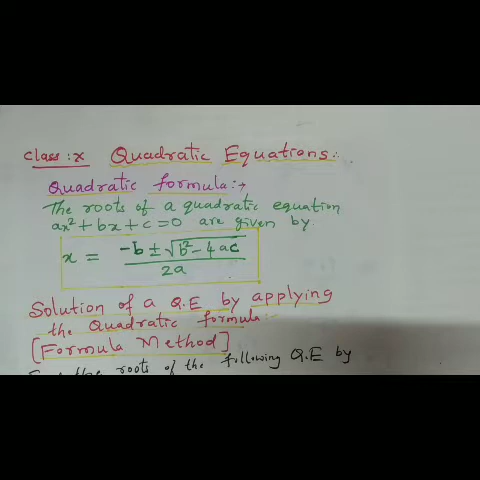 Class: x Quadratic Equations:.
Quadratic formula:→
The roots of a quadratic equation
ax² + bx + c = 0 are given by.
x = -b ± √b² - 4ac / 2a
Solution of a Q.E by applying
the Quadratic formula:-
[Formula Method]
the roots of the following Q.E by